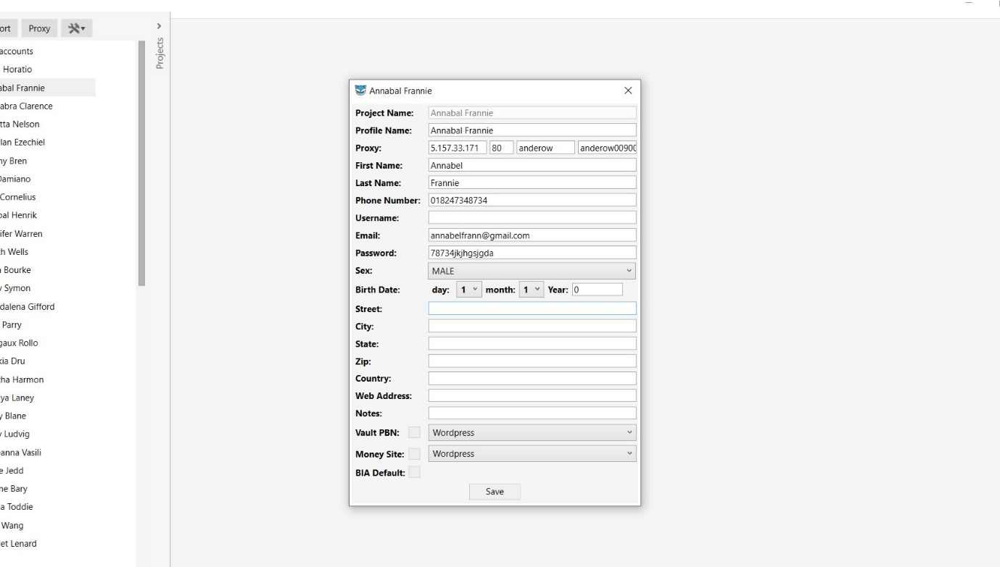 ort Proxy
Projects
accounts
Horatio
abal Frannie
abra Clarence
tta Nelson
lan Ezechiel
ny Bren
Damiano
Cornelius
bal Henrik
ifer Warren
th Wells
Bourke
y Symon
dalena Gifford
Parry
gaux Rollo
kia Dru
tha Harmon
ya Laney
y Blane
y Ludvig
eanna Vasili
e Jedd
ne Bary
a Toddie
Wang
et Lenard
Annabal Frannie
Project Name: Annabal Frannie
Profile Name: Annabal Frannie
Proxy: 5.157.33.171 80 anderow anderow00900
First Name: Annabel
Last Name: Frannie
Phone Number: 018247348734
Username:
Email: annabelfrann@gmail.com
Password: 78734jkjhgsjgda
Sex: MALE
Birth Date: day: 1 month: 1 Year: 0
Street:
City:
State:
Zip:
Country:
Web Address:
Notes:
Vault PBN: Wordpress
Money Site: Wordpress
BIA Default:
Save